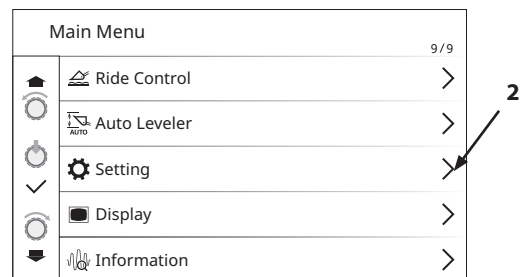 Main Menu
9/9
Ride Control
AUTO Auto Leveler
Setting
Display
Information
2